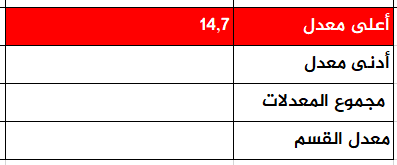 أعلى معدل 14,7
أدنى معدل
مجموع المعدلات
معدل القسم